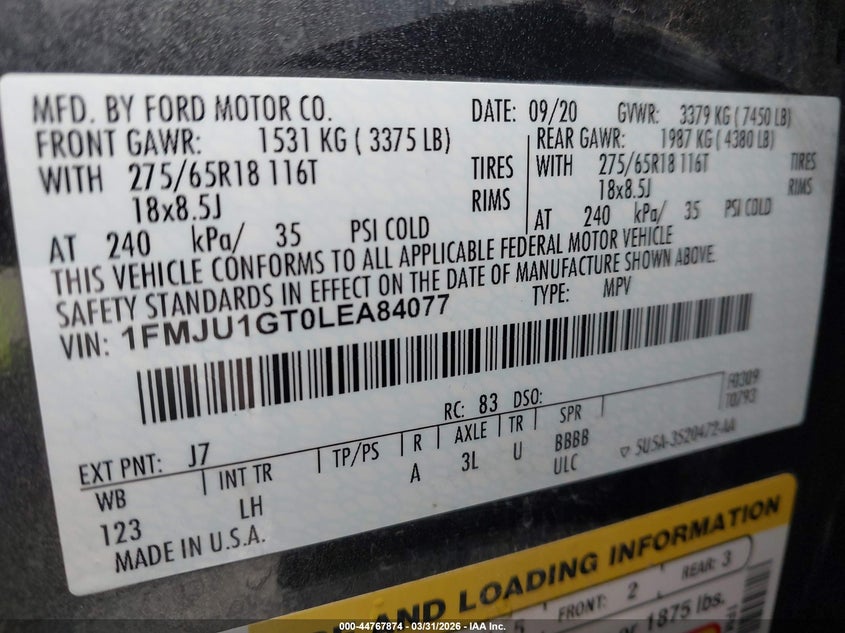 MFD. BY FORD MOTOR CO. DATE: 09/20 GVWR: 3379 KG (7450 LB)
FRONT GAWR: 1531 KG (3375 LB) REAR GAWR: 1987 KG (4380 LB)
WITH 275/65R18 116T TIRES WITH 275/65R18 116T TIRES
18x8.5J RIMS 18x8.5J RIMS
AT 240 kPa/ 35 PSI COLD AT 240 kPa/ 35 PSI COLD
THIS VEHICLE CONFORMS TO ALL APPLICABLE FEDERAL MOTOR VEHICLE
SAFETY STANDARDS IN EFFECT ON THE DATE OF MANUFACTURE SHOWN ABOVE.
VIN: 1FMJU1GT0LEA84077 TYPE: MPV
F0309
RC: 83 DSO: T0793
EXT PNT: J7 TP/PS R AXLE TR SPR
WB INT TR A 3L U BBBB
123 LH ULC SU5A-3520472-AA
MADE IN U.S.A.
AND LOADING INFORMATION
FRONT: 2 REAR: 3
or 1875 lbs.
000-44767874 - 03/31/2026 - IAA Inc.